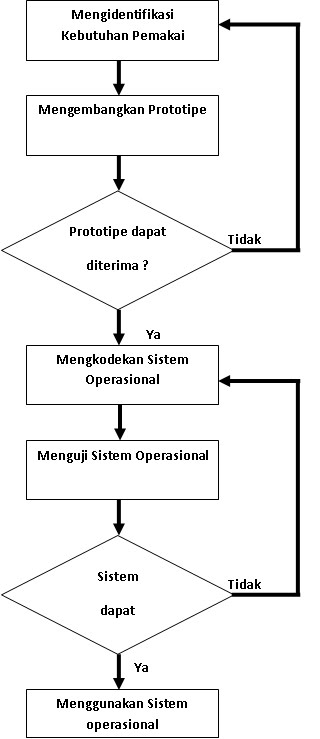 Mengidentifikasi
Kebutuhan Pemakai
Mengembangkan Prototipe
Prototipe dapat
diterima ?
Tidak
Ya
Mengkodekan Sistem
Operasional
Menguji Sistem Operasional
Sistem
dapat
Tidak
Ya
Menggunakan Sistem
operasional